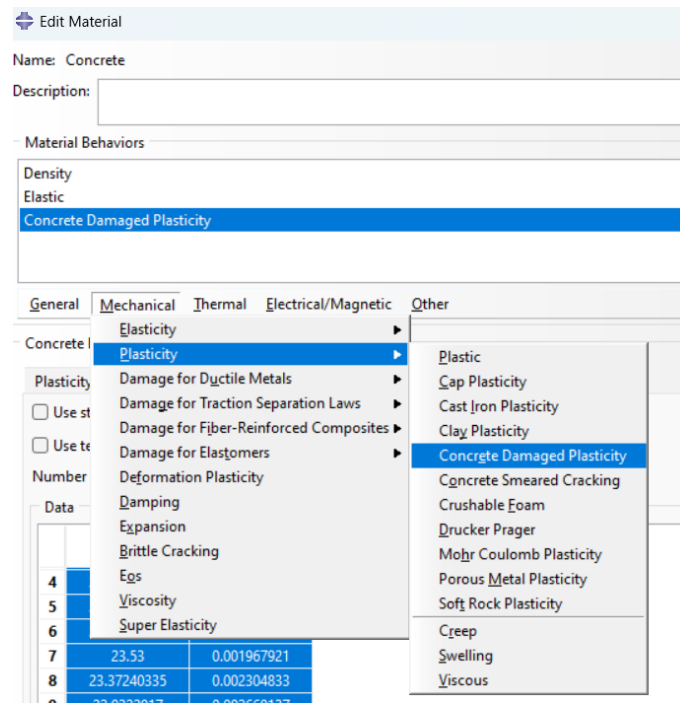 Edit Material
Name: Concrete
Description:
Material Behaviors
Density
Elastic
Concrete Damaged Plasticity
General Mechanical Thermal Electrical/Magnetic Other
Elasticity
Concrete
Plasticity
Plastic
Plasticity
Damage for Ductile Metals
Cap Plasticity
Use
Damage for Traction Separation Laws
Cast Iron Plasticity
Damage for Fiber-Reinforced Composites
Clay Plasticity
Use
Damage for Elastomers
Concrete Damaged Plasticity
Number
Deformation Plasticity
Concrete Smeared Cracking
Data
Damping
Crushable Foam
Expansion
Drucker Prager
Brittle Cracking
Mohr Coulomb Plasticity
4
Eos
Porous Metal Plasticity
5
Viscosity
Soft Rock Plasticity
6
Super Elasticity
Creep
7 23.53 0.001967921
Swelling
8 23.37240335 0.002304833
Viscous